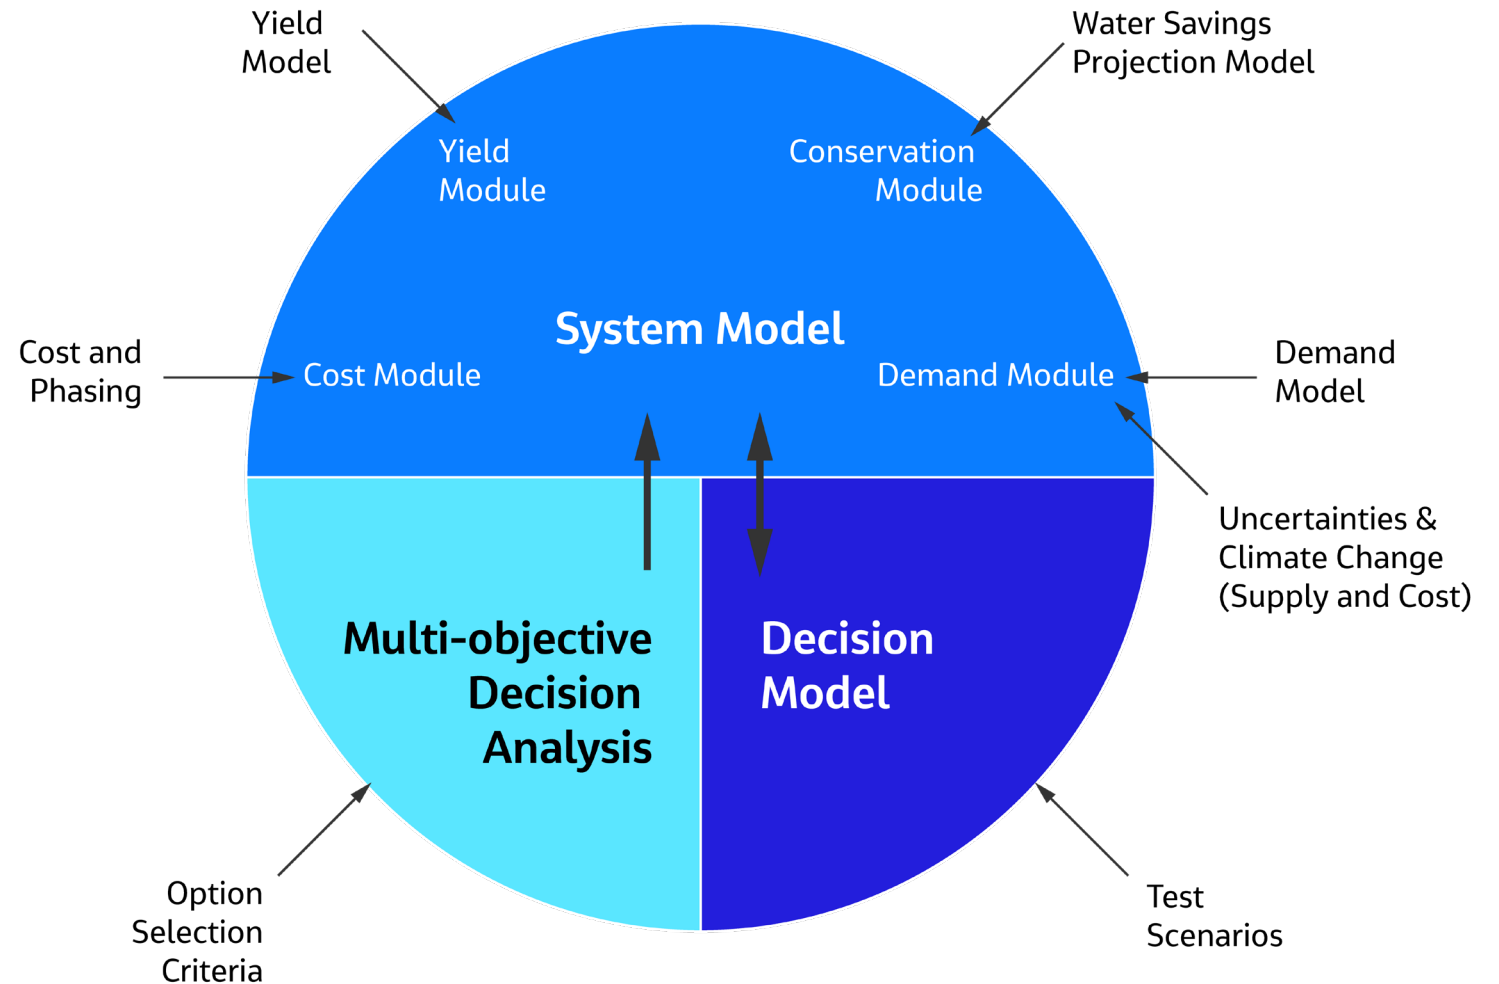 Yield
Model
Water Savings
Projection Model
Yield
Module
Conservation
Module
System Model
Cost and
Phasing
Cost Module
Demand Module
Demand
Model
Uncertainties &
Climate Change
(Supply and Cost)
Multi-objective
Decision
Analysis
Decision
Model
Option
Selection
Criteria
Test
Scenarios